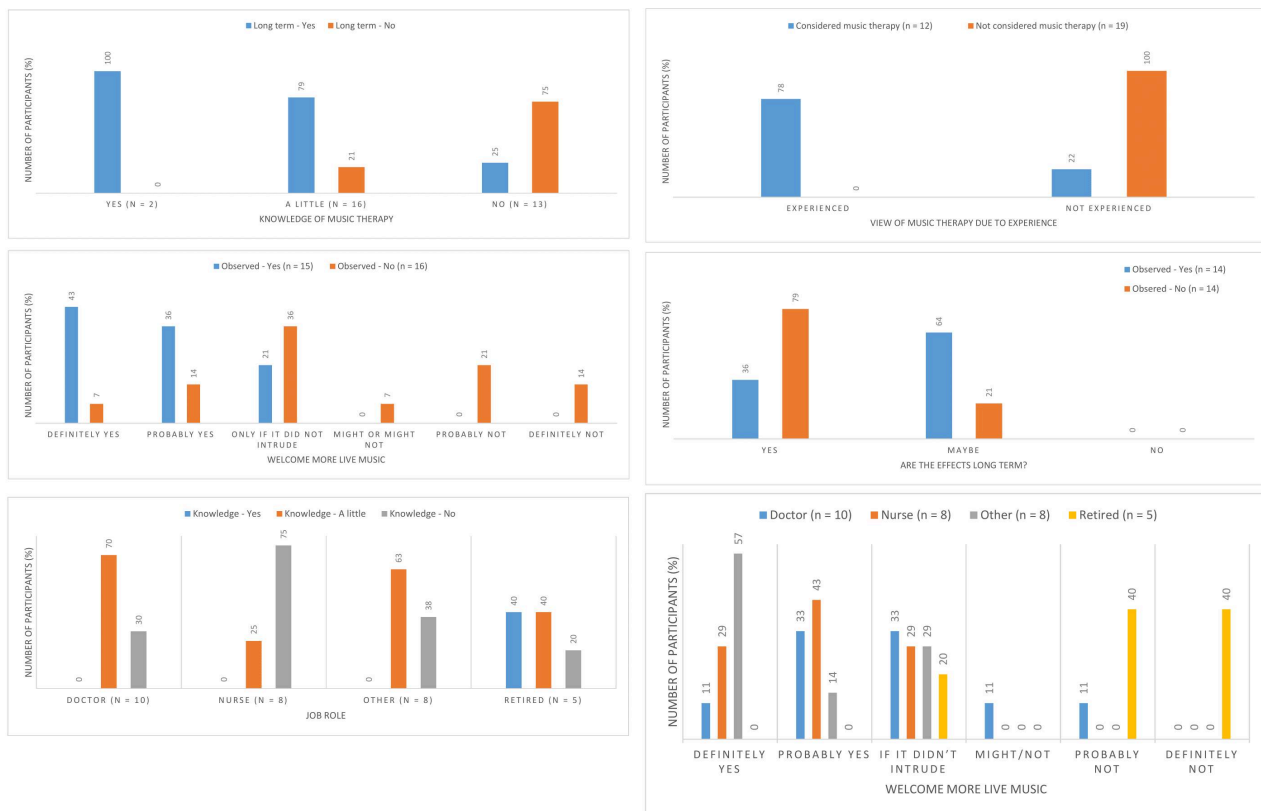 Long term - Yes Long term - No
NUMBER OF PARTICIPANTS (%)
100 0 79 21 25 75
YES (N = 2) A LITTLE (N = 16) NO (N = 13)
KNOWLEDGE OF MUSIC THERAPY
Considered music therapy (n = 12) Not considered music therapy (n = 19)
NUMBER OF PARTICIPANTS (%)
78 0 22 100
EXPERIENCED NOT EXPERIENCED
VIEW OF MUSIC THERAPY DUE TO EXPERIENCE
Observed - Yes (n = 15) Observed - No (n = 16)
NUMBER OF PARTICIPANTS (%)
43 7 36 14 21 36 0 7 0 21 0 14
DEFINITELY YES PROBABLY YES ONLY IF IT DID NOT MIGHT OR MIGHT PROBABLY NOT DEFINITELY NOT
INTRUDE NOT
WELCOME MORE LIVE MUSIC
Observed - Yes (n = 14)
Obsered - No (n = 14)
NUMBER OF PARTICIPANTS (%)
36 79 64 21 0 0
YES MAYBE NO
ARE THE EFFECTS LONG TERM?
Knowledge - Yes Knowledge - A little Knowledge - No
NUMBER OF PARTICIPANTS (%)
0 70 30 0 25 75 0 63 38 40 40 20
DOCTOR (N = 10) NURSE (N = 8) OTHER (N = 8) RETIRED (N = 5)
JOB ROLE
Doctor (n = 10) Nurse (n = 8) Other (n = 8) Retired (n = 5)
NUMBER OF PARTICIPANTS (%)
11 29 57 0 33 43 14 0 33 29 29 20 11 0 0 0 11 0 0 40 0 0 0 40
DEFINITELY PROBABLY YES IF IT DIDN'T MIGHT/NOT PROBABLY DEFINITELY
YES INTRUDE NOT NOT
WELCOME MORE LIVE MUSIC